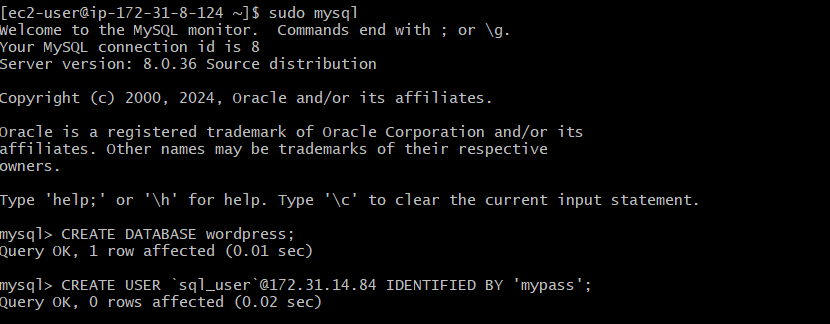 [ec2-user@ip-172-31-8-124 ~]$ sudo mysql
Welcome to the MySQL monitor.  Commands end with ; or \g.
Your MySQL connection id is 8
Server version: 8.0.36 Source distribution
Copyright (c) 2000, 2024, Oracle and/or its affiliates.
Oracle is a registered trademark of Oracle Corporation and/or its
affiliates. Other names may be trademarks of their respective
owners.
Type 'help;' or '\h' for help. Type '\c' to clear the current input statement.
mysql> CREATE DATABASE wordpress;
Query OK, 1 row affected (0.01 sec)
mysql> CREATE USER `sql_user`@172.31.14.84 IDENTIFIED BY 'mypass';
Query OK, 0 rows affected (0.02 sec)